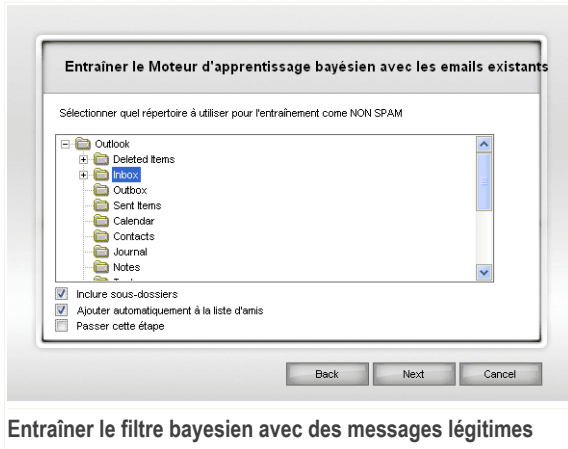 Entraîner le Moteur d'apprentissage bayésien avec les emails existants
Sélectionner quel répertoire à utiliser pour l'entraînement come NON SPAM
Outlook
Deleted Items
Inbox
Outbox
Sent Items
Calendar
Contacts
Journal
Notes
Inclure sous-dossiers
Ajouter automatiquement à la liste d'amis
Passer cette étape
Back Next Cancel
Entraîner le filtre bayesien avec des messages légitimes